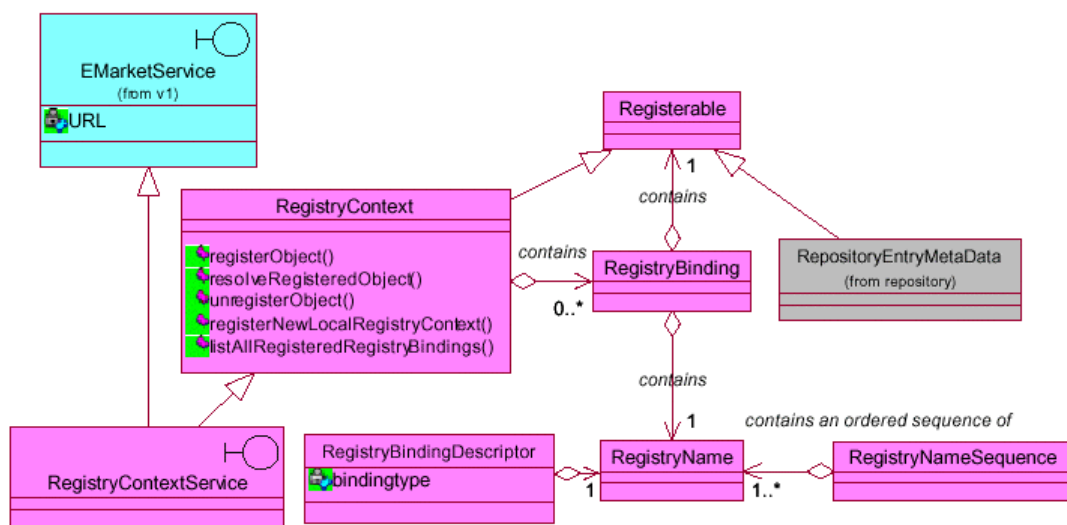 EMarketService
(from v1)
URL
Registerable
1
contains
RegistryContext
registerObject()
resolveRegisteredObject()
unregisterObject()
registerNewLocalRegistryContext()
listAllRegisteredRegistryBindings()
contains
0..*
RegistryBinding
RepositoryEntryMetaData
(from repository)
contains
1
contains an ordered sequence of
RegistryContextService
RegistryBindingDescriptor
bindingtype
1
RegistryName
1..*
RegistryNameSequence